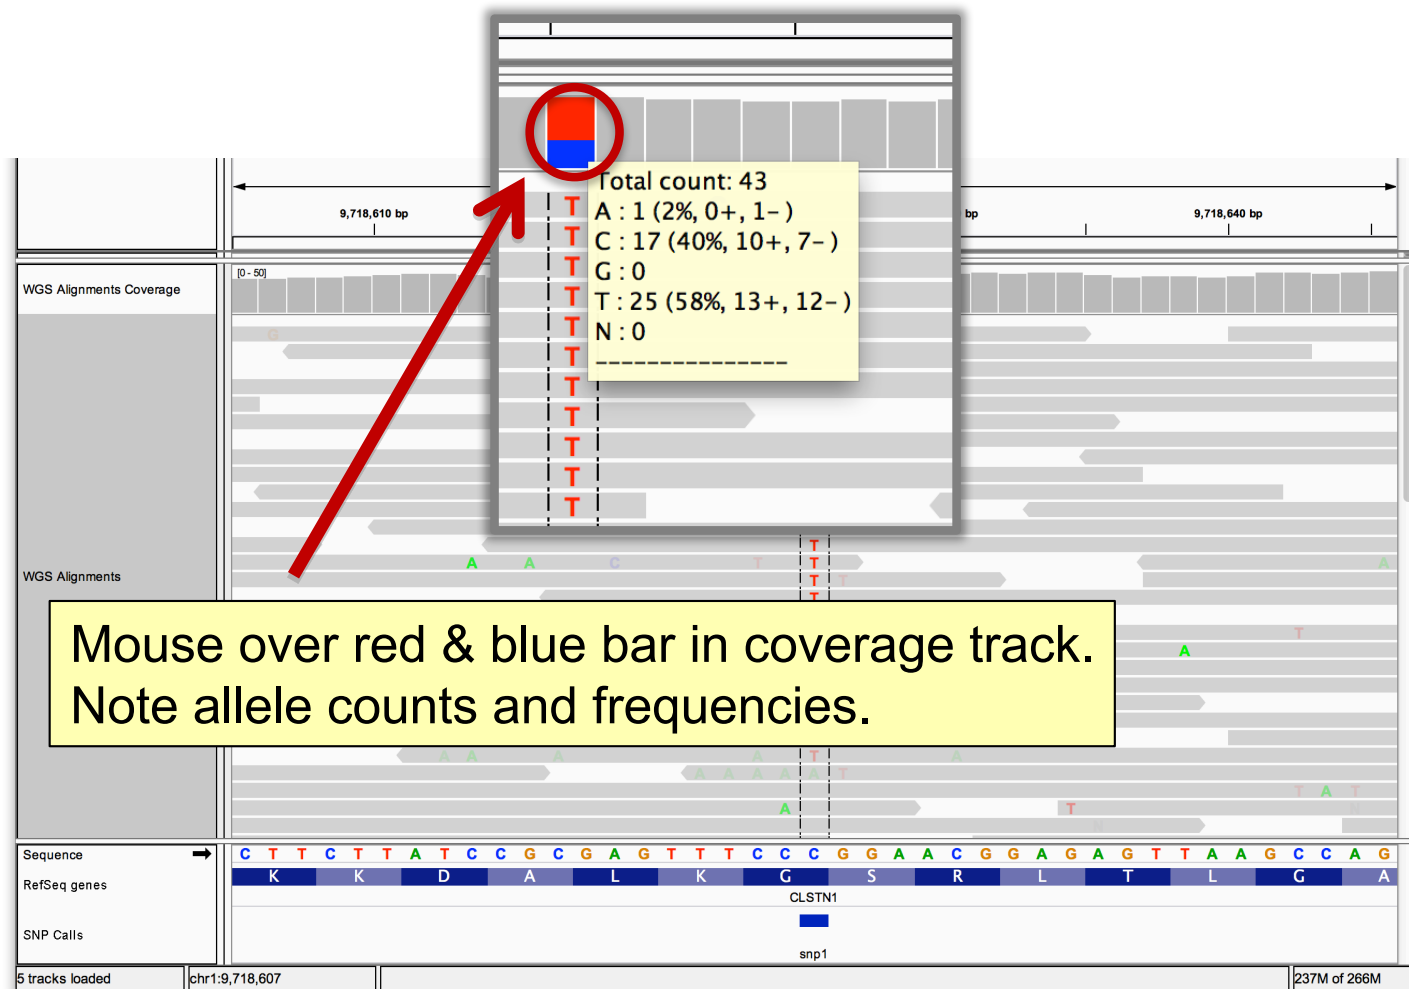 Total count: 43
A : 1 (2%, 0+, 1- )
C : 17 (40%, 10+, 7- )
G : 0
T : 25 (58%, 13+, 12- )
N : 0
---------------
T
T
T
T
T
T
T
T
T
T
T
9,718,610 bp
bp
9,718,640 bp
WGS Alignments Coverage
[0 - 50]
G
T
A A C T T A
WGS Alignments
T T
T
Mouse over red & blue bar in coverage track.
Note allele counts and frequencies.
T
A
A A A A T A
A A A A A T
T A T
A T N
N
Sequence
C T T C T T A T C C G C G A G T T T C C C G G A A C G G A G A G T T A A G C C A G
RefSeq genes
K K D A L K G S R L T L G A
CLSTN1
SNP Calls
snp1
5 tracks loaded
chr1:9,718,607
237M of 266M